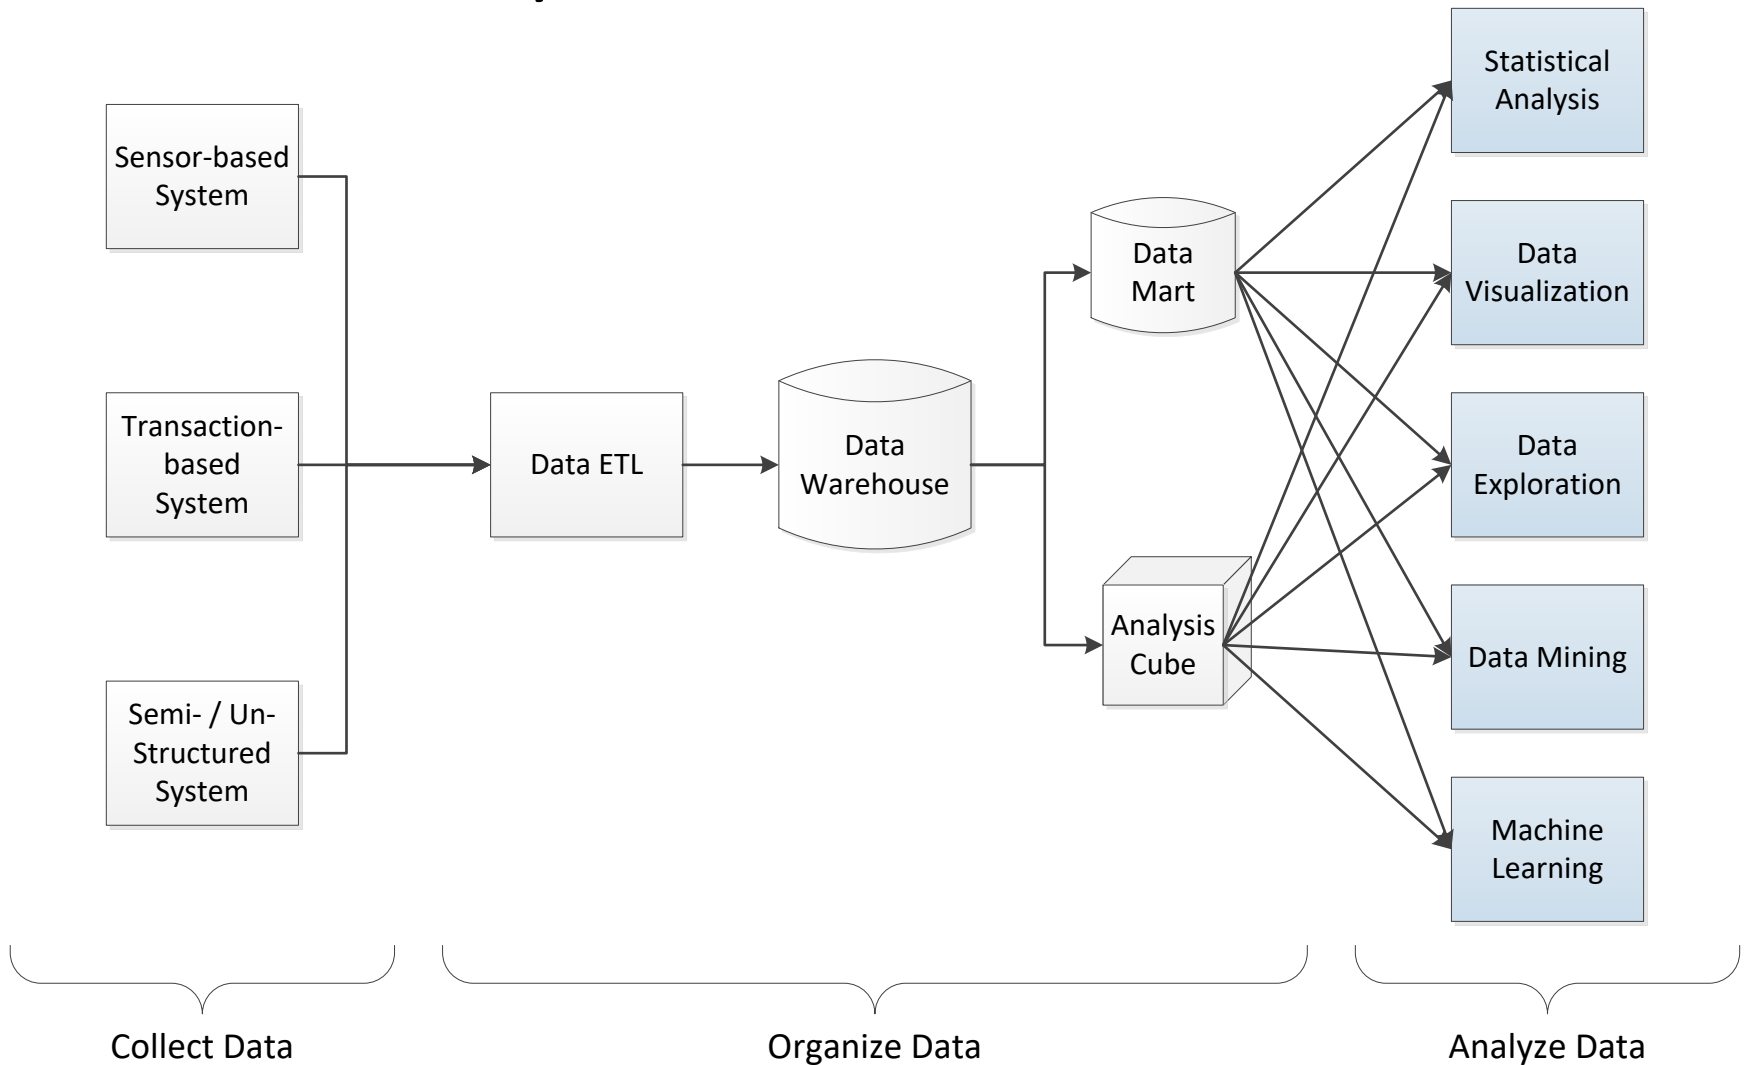 Sensor-based
System
Transaction-
based
System
Semi- / Un-
Structured
System
Data ETL
Data
Warehouse
Data
Mart
Analysis
Cube
Statistical
Analysis
Data
Visualization
Data
Exploration
Data Mining
Machine
Learning
Collect Data
Organize Data
Analyze Data